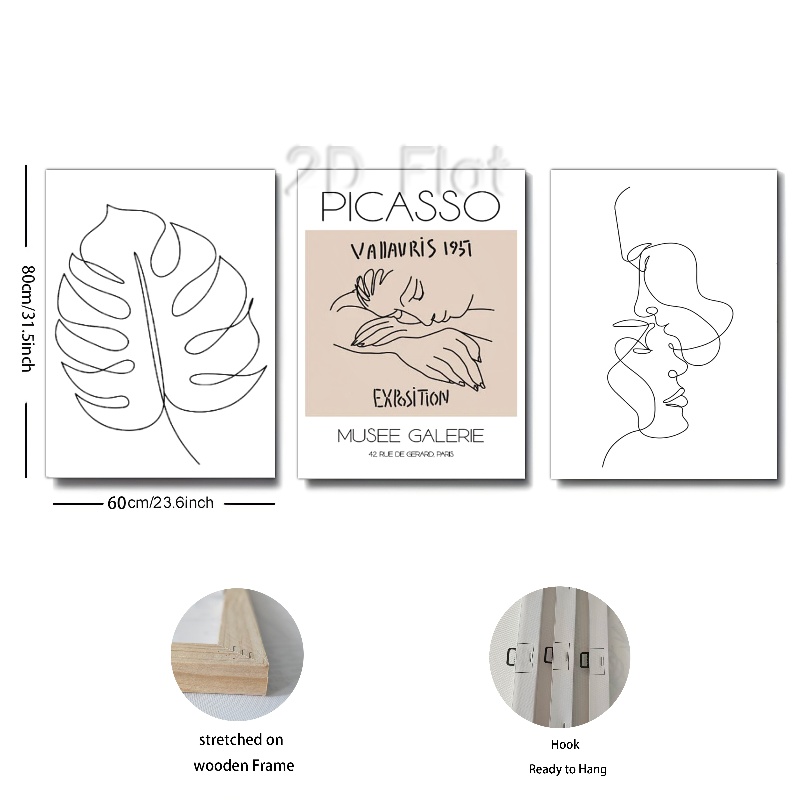 2D Flat
PICASSO
VALLAURIS 1951
EXPOSITION
MUSEE GALERIE
42. RUE DE GERARD, PARIS
80cm/31.5inch
60cm/23.6inch
stretched on
wooden Frame
Hook
Ready to Hang